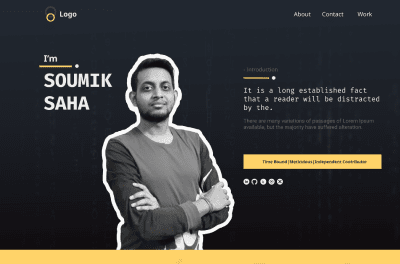 Logo
About
Contact
Work
I'm
SOUMIK
SAHA
- Introduction
It is a long established fact
that a reader will be distracted
by the.
There are many variations of passages of Lorem Ipsum
available, but the majority have suffered alteration.
Time Bound | Meticulous | Independent Contributor